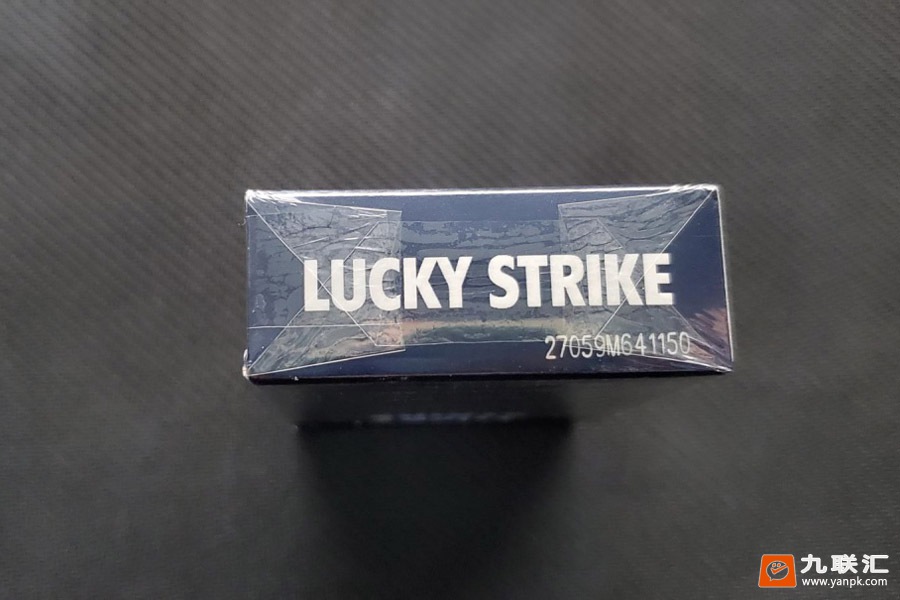 LUCKY STRIKE
27059M641150
九联汇
www.yanpk.com